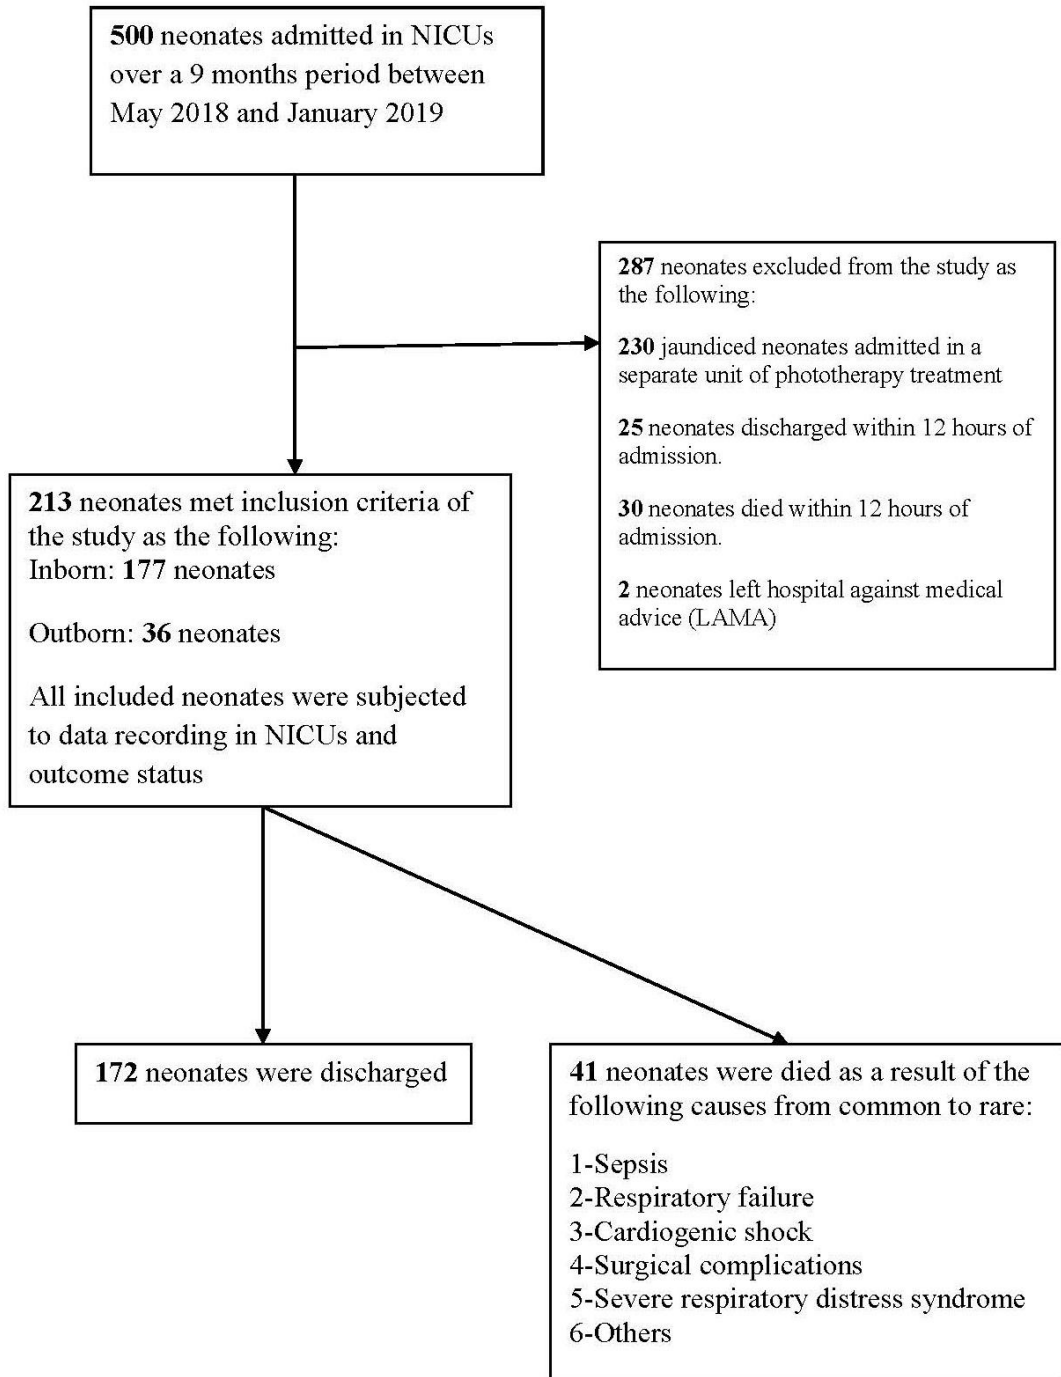 500 neonates admitted in NICUs
over a 9 months period between
May 2018 and January 2019
287 neonates excluded from the study as
the following:
230 jaundiced neonates admitted in a
separate unit of phototherapy treatment
25 neonates discharged within 12 hours of
admission.
30 neonates died within 12 hours of
admission.
2 neonates left hospital against medical
advice (LAMA)
213 neonates met inclusion criteria of
the study as the following:
Inborn: 177 neonates
Outborn: 36 neonates
All included neonates were subjected
to data recording in NICUs and
outcome status
172 neonates were discharged
41 neonates were died as a result of the
following causes from common to rare:
1-Sepsis
2-Respiratory failure
3-Cardiogenic shock
4-Surgical complications
5-Severe respiratory distress syndrome
6-Others